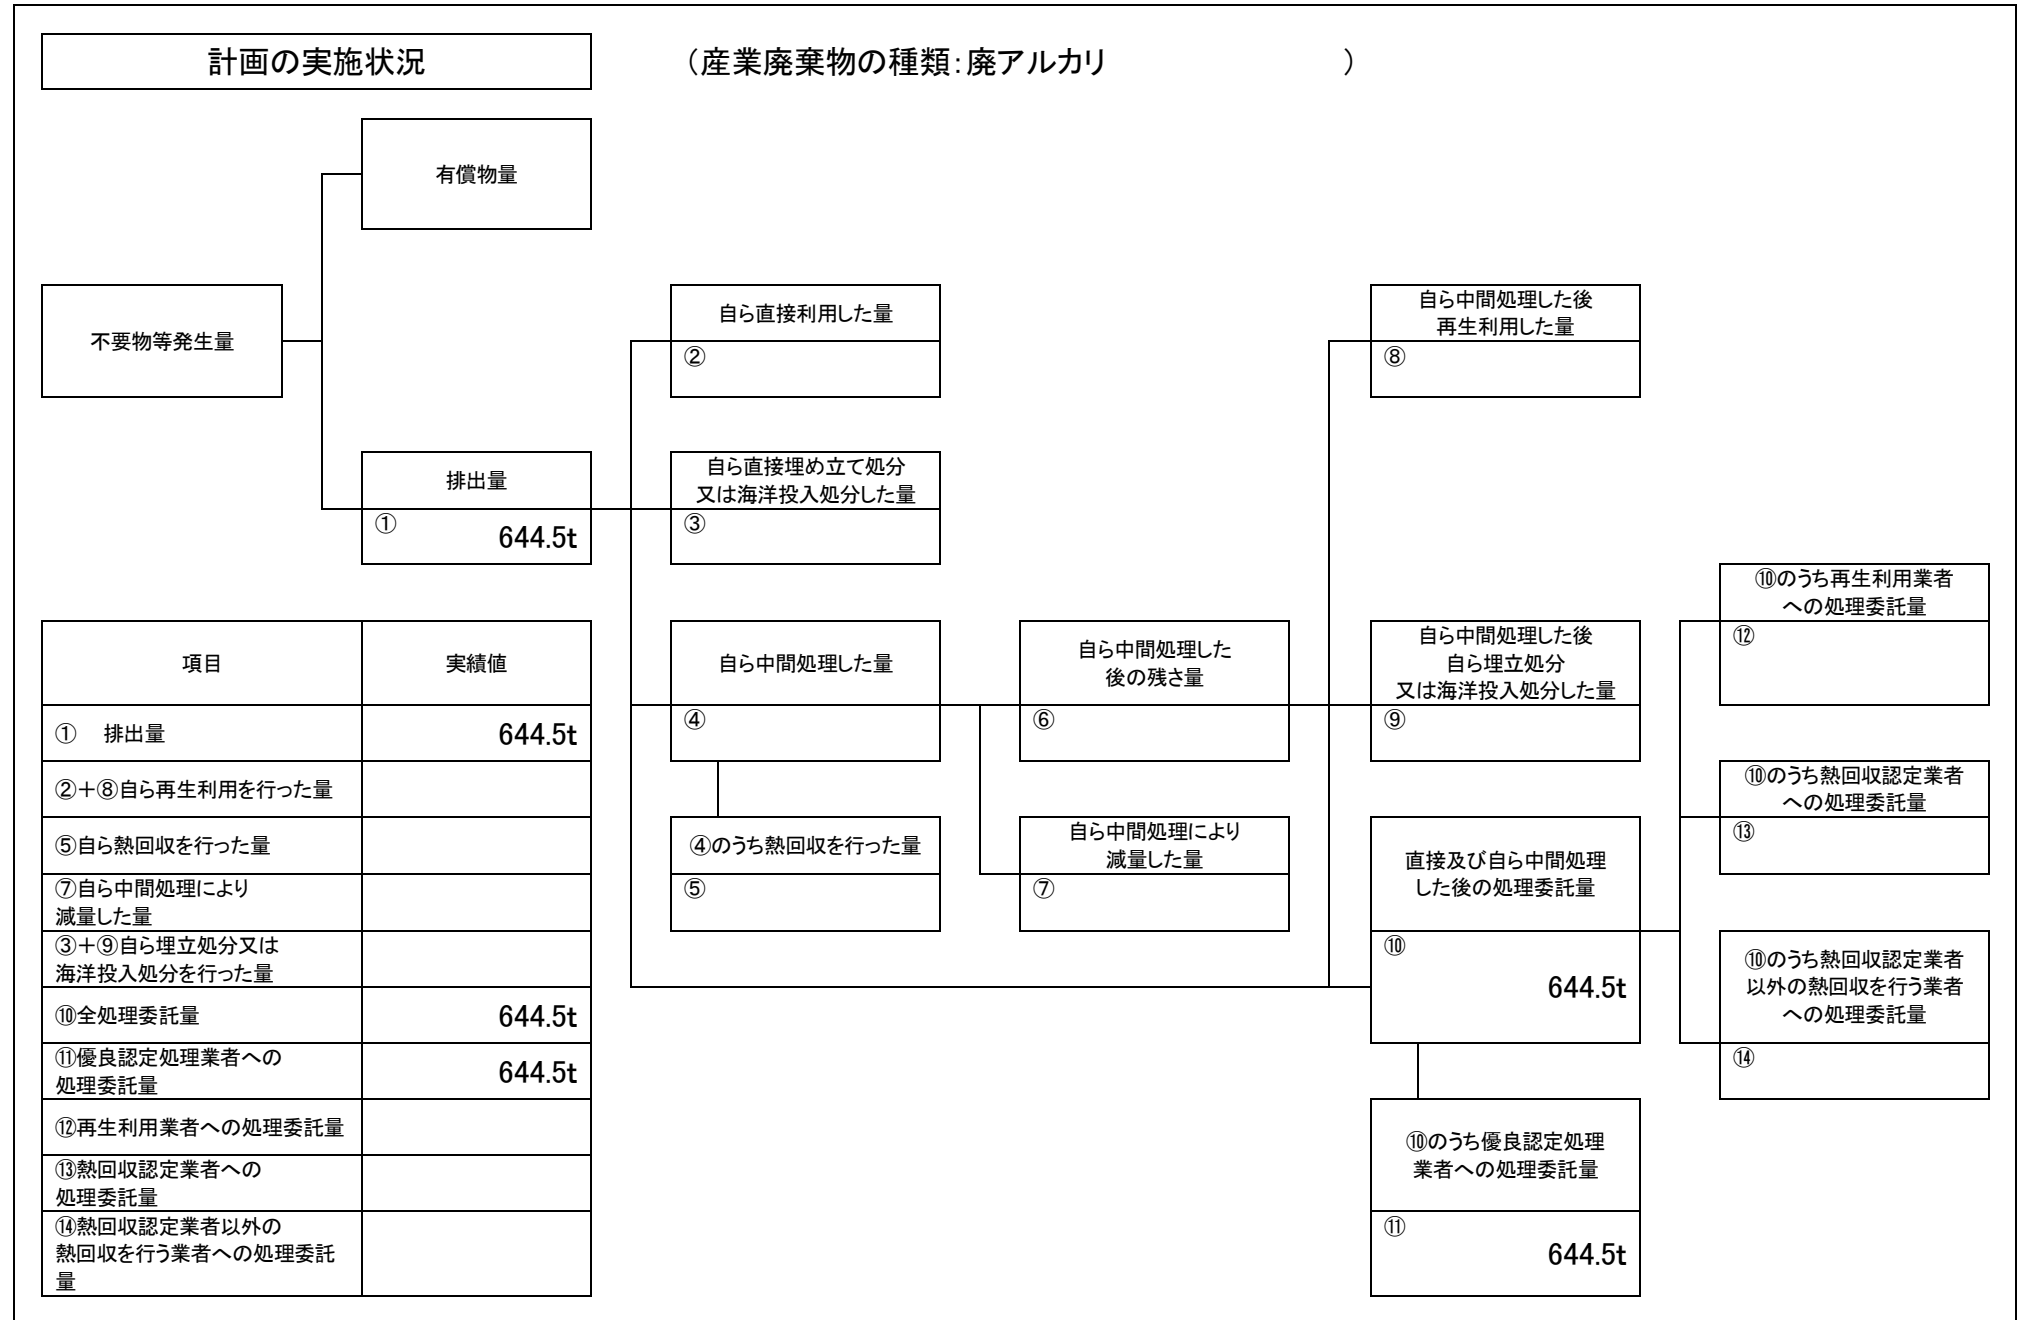 計画の実施状況
（産業廃棄物の種類：廃アルカリ　　　　　　　　）
有償物量
不要物等発生量
自ら直接利用した量
②
自ら中間処理した後
再生利用した量
⑧
排出量
①
644.5t
自ら直接埋め立て処分
又は海洋投入処分した量
③
⑩のうち再生利用業者
への処理委託量
⑫
自ら中間処理した量
④
自ら中間処理した
後の残さ量
⑥
自ら中間処理した後
自ら埋立処分
又は海洋投入処分した量
⑨
⑩のうち熱回収認定業者
への処理委託量
⑬
④のうち熱回収を行った量
⑤
自ら中間処理により
減量した量
⑦
直接及び自ら中間処理
した後の処理委託量
⑩
644.5t
⑩のうち熱回収認定業者
以外の熱回収を行う業者
への処理委託量
⑭
⑩のうち優良認定処理
業者への処理委託量
⑪
644.5t
項目 実績値
① 排出量 644.5t
②＋⑧自ら再生利用を行った量
⑤自ら熱回収を行った量
⑦自ら中間処理により
減量した量
③＋⑨自ら埋立処分又は
海洋投入処分を行った量
⑩全処理委託量 644.5t
⑪優良認定処理業者への
処理委託量 644.5t
⑫再生利用業者への処理委託量
⑬熱回収認定業者への
処理委託量
⑭熱回収認定業者以外の
熱回収を行う業者への処理委託
量